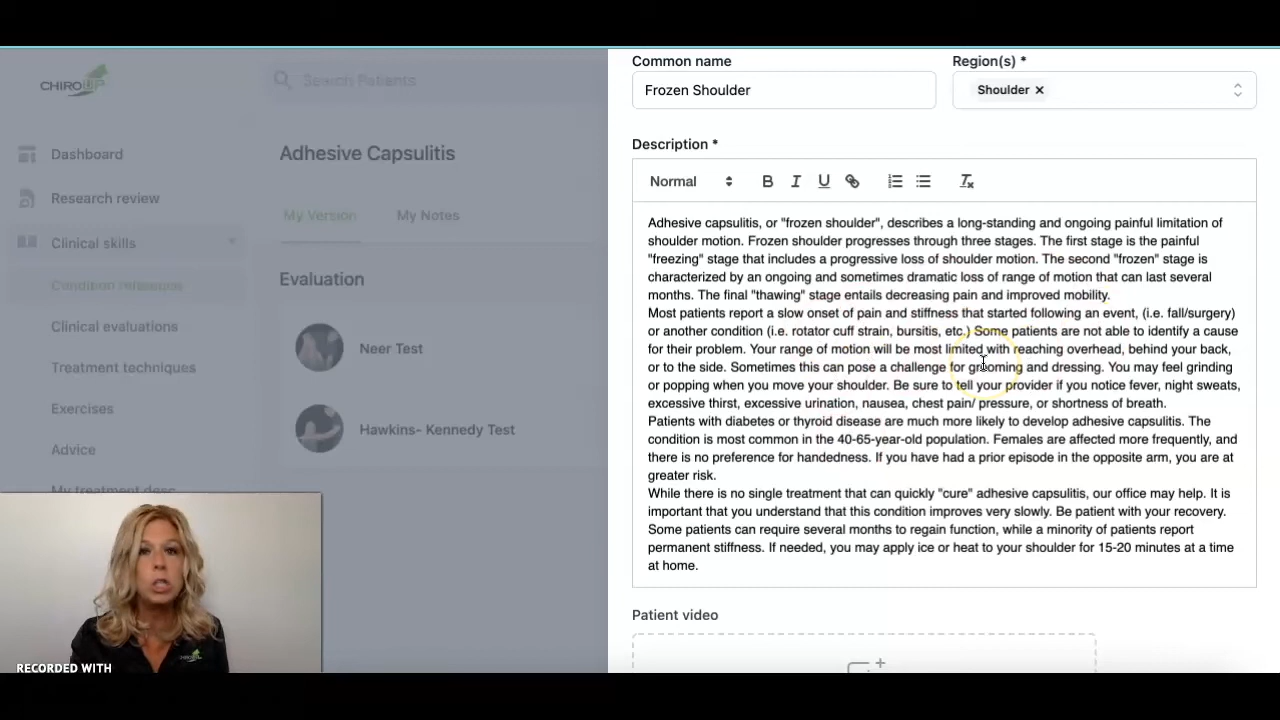 CHIROUP
Search Patients
Dashboard
Research review
Clinical skills
Condition references
Clinical evaluations
Treatment techniques
Exercises
Advice
My treatment desc
Adhesive Capsulitis
My Version
My Notes
Evaluation
Neer Test
Hawkins- Kennedy Test
Common name
Frozen Shoulder
Region(s) *
Shoulder ×
Description *
Normal
B I U
Adhesive capsulitis, or "frozen shoulder", describes a long-standing and ongoing painful limitation of
shoulder motion. Frozen shoulder progresses through three stages. The first stage is the painful
"freezing" stage that includes a progressive loss of shoulder motion. The second "frozen" stage is
characterized by an ongoing and sometimes dramatic loss of range of motion that can last several
months. The final "thawing" stage entails decreasing pain and improved mobility.
Most patients report a slow onset of pain and stiffness that started following an event, (i.e. fall/surgery)
or another condition (i.e. rotator cuff strain, bursitis, etc.) Some patients are not able to identify a cause
for their problem. Your range of motion will be most limited with reaching overhead, behind your back,
or to the side. Sometimes this can pose a challenge for grooming and dressing. You may feel grinding
or popping when you move your shoulder. Be sure to tell your provider if you notice fever, night sweats,
excessive thirst, excessive urination, nausea, chest pain/ pressure, or shortness of breath.
Patients with diabetes or thyroid disease are much more likely to develop adhesive capsulitis. The
condition is most common in the 40-65-year-old population. Females are affected more frequently, and
there is no preference for handedness. If you have had a prior episode in the opposite arm, you are at
greater risk.
While there is no single treatment that can quickly "cure" adhesive capsulitis, our office may help. It is
important that you understand that this condition improves very slowly. Be patient with your recovery.
Some patients can require several months to regain function, while a minority of patients report
permanent stiffness. If needed, you may apply ice or heat to your shoulder for 15-20 minutes at a time
at home.
Patient video
RECORDED WITH